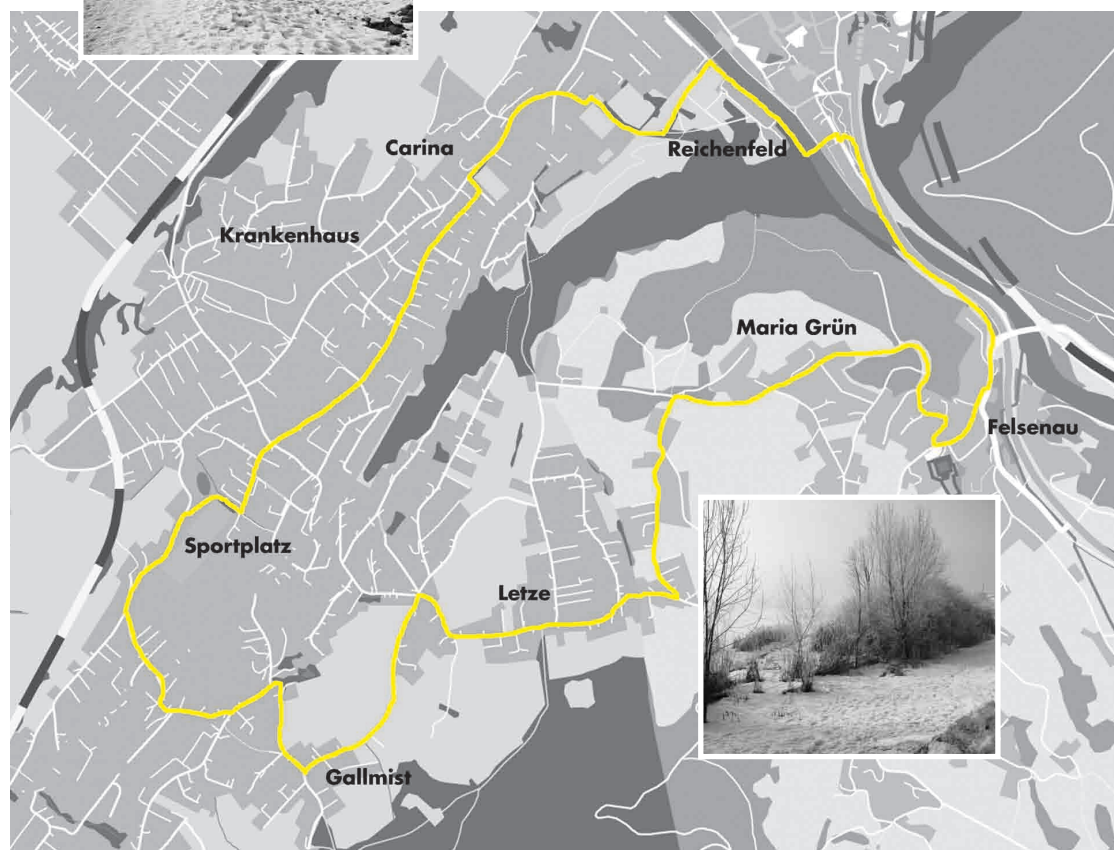 Carina
Reichenfeld
Krankenhaus
Maria Grün
Felsenau
Sportplatz
Letze
Gallmist